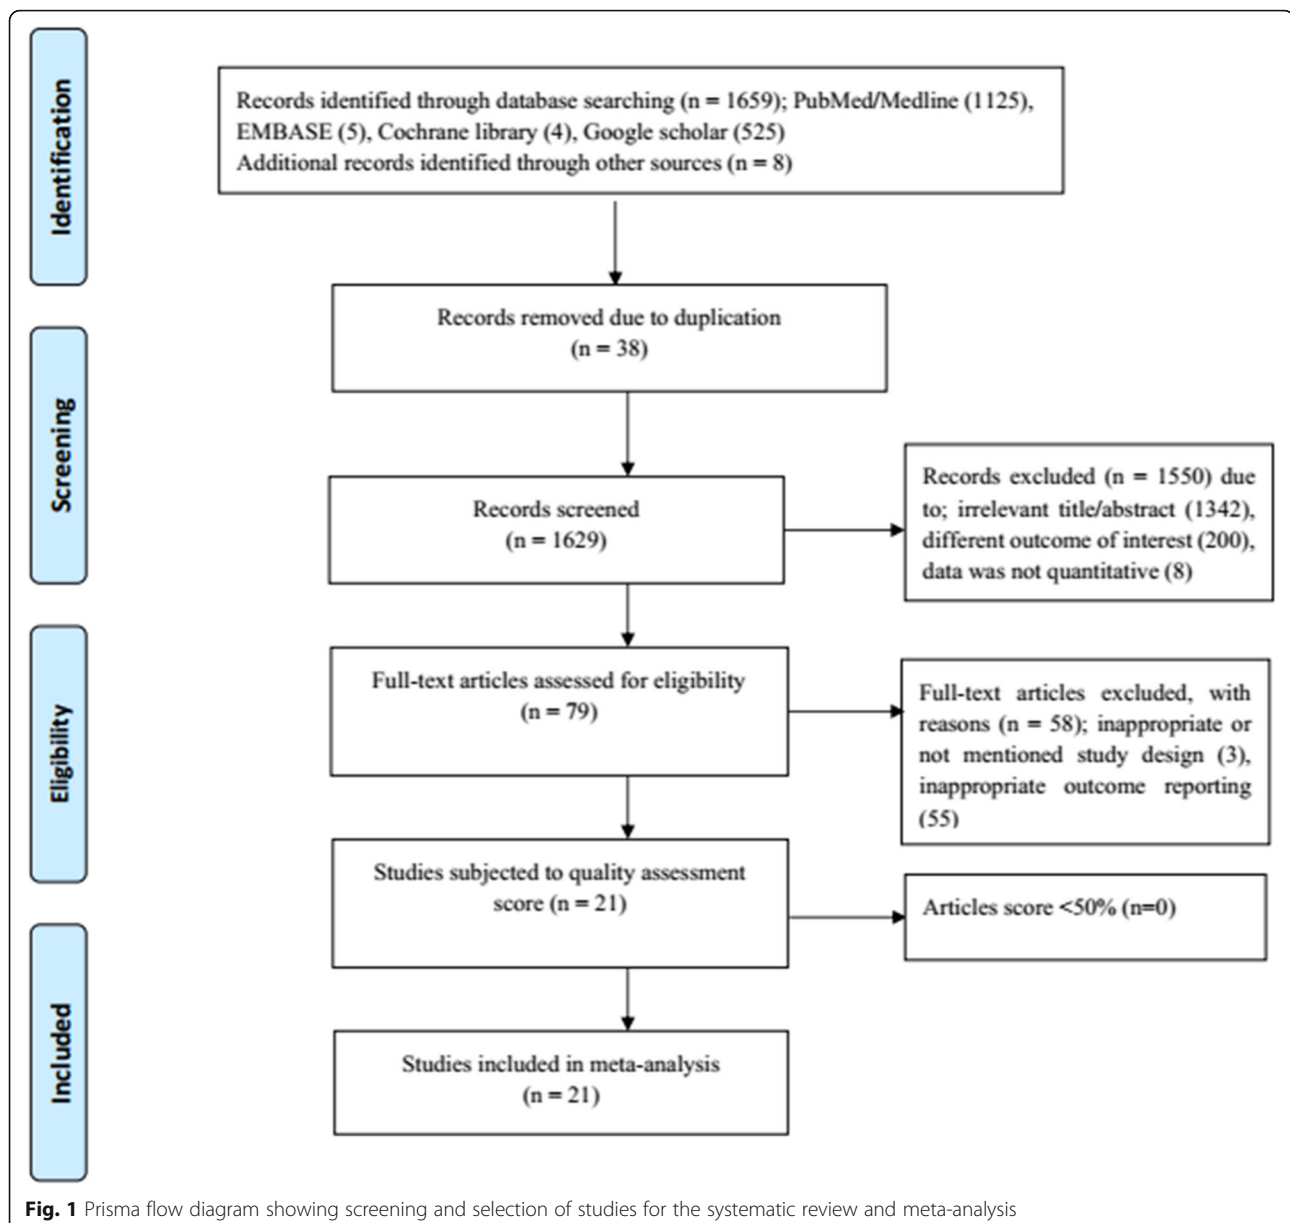 Identification
Records identified through database searching (n = 1659); PubMed/Medline (1125),
EMBASE (5), Cochrane library (4), Google scholar (525)
Additional records identified through other sources (n = 8)
Records removed due to duplication
(n = 38)
Screening
Records screened
(n = 1629)
Records excluded (n = 1550) due
to; irrelevant title/abstract (1342),
different outcome of interest (200),
data was not quantitative (8)
Eligibility
Full-text articles assessed for eligibility
(n = 79)
Full-text articles excluded, with
reasons (n = 58); inappropriate or
not mentioned study design (3),
inappropriate outcome reporting
(55)
Studies subjected to quality assessment
score (n = 21)
Articles score <50% (n=0)
Included
Studies included in meta-analysis
(n = 21)
Fig. 1 Prisma flow diagram showing screening and selection of studies for the systematic review and meta-analysis